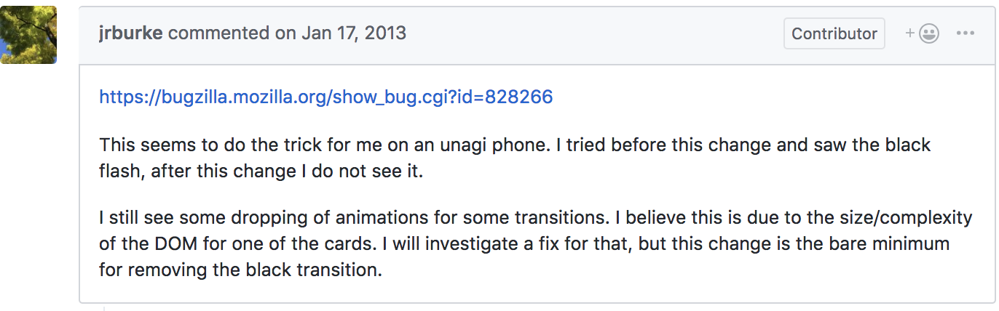 jrburke commented on Jan 17, 2013 Contributor
https://bugzilla.mozilla.org/show_bug.cgi?id=828266
This seems to do the trick for me on an unagi phone. I tried before this change and saw the black
flash, after this change I do not see it.
I still see some dropping of animations for some transitions. I believe this is due to the size/complexity
of the DOM for one of the cards. I will investigate a fix for that, but this change is the bare minimum
for removing the black transition.